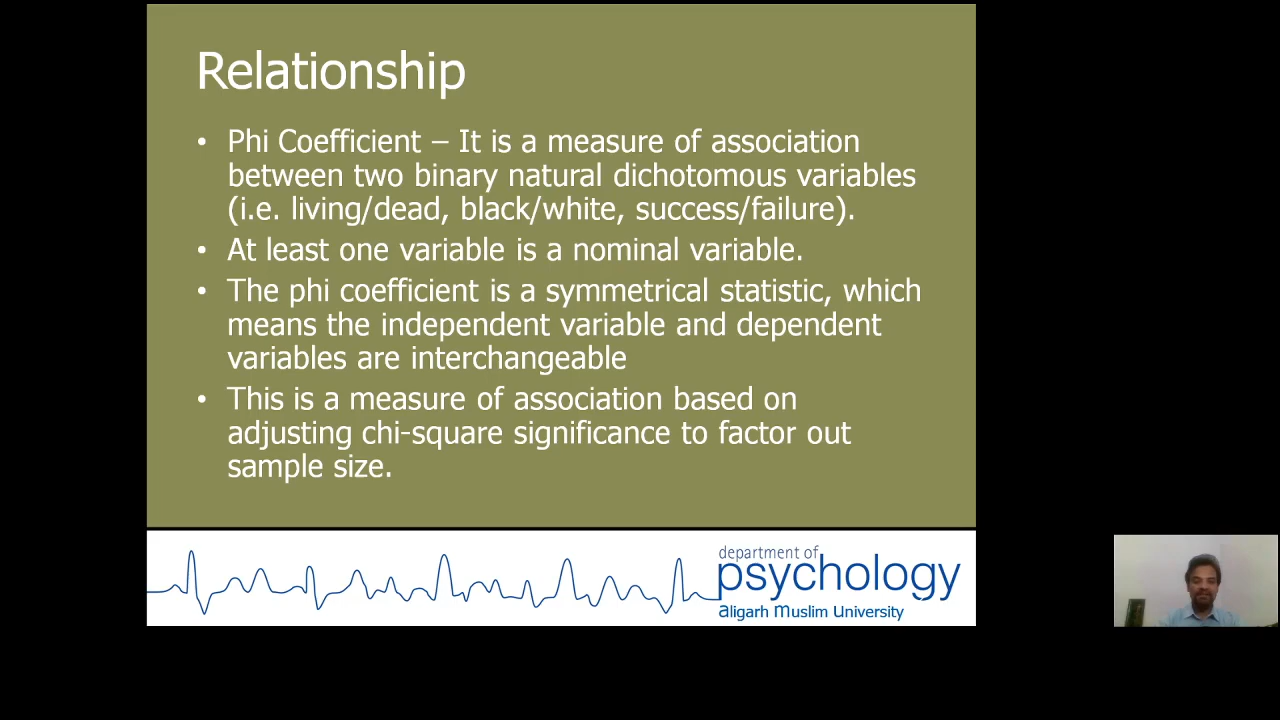 Relationship
• Phi Coefficient – It is a measure of association
between two binary natural dichotomous variables
(i.e. living/dead, black/white, success/failure).
• At least one variable is a nominal variable.
• The phi coefficient is a symmetrical statistic, which
means the independent variable and dependent
variables are interchangeable
• This is a measure of association based on
adjusting chi-square significance to factor out
sample size.
department of
psychology
aligarh muslim university